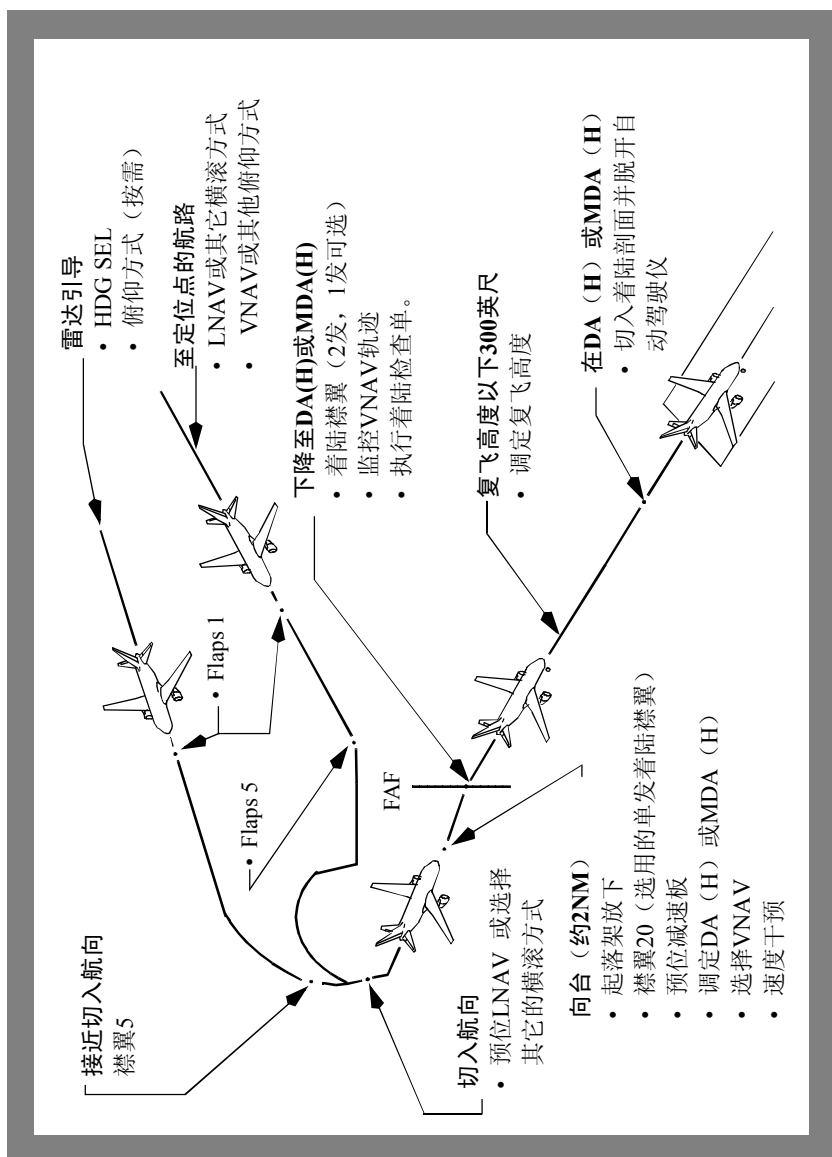 雷达引导
• HDG SEL
• 俯仰方式（按需）
至定位点的航路
• LNAV或其它横滚方式
• VNAV或其他俯仰方式
• Flaps 1
• Flaps 5
接近切入航向
襟翼5
切入航向
• 预位LNAV 或选择
其它的横滚方式
向台（约2NM）
• 起落架放下
• 襟翼20（选用的单发着陆襟翼）
• 预位减速板
• 调定DA（H）或MDA（H）
• 选择VNAV
• 速度干预
FAF
下降至DA(H)或MDA(H)
• 着陆襟翼（2发，1发可选）
• 监控VNAV轨迹
• 执行着陆检查单。
复飞高度以下300英尺
• 调定复飞高度
在DA（H）或MDA（H）
• 切入着陆剖面并脱开自
动驾驶仪